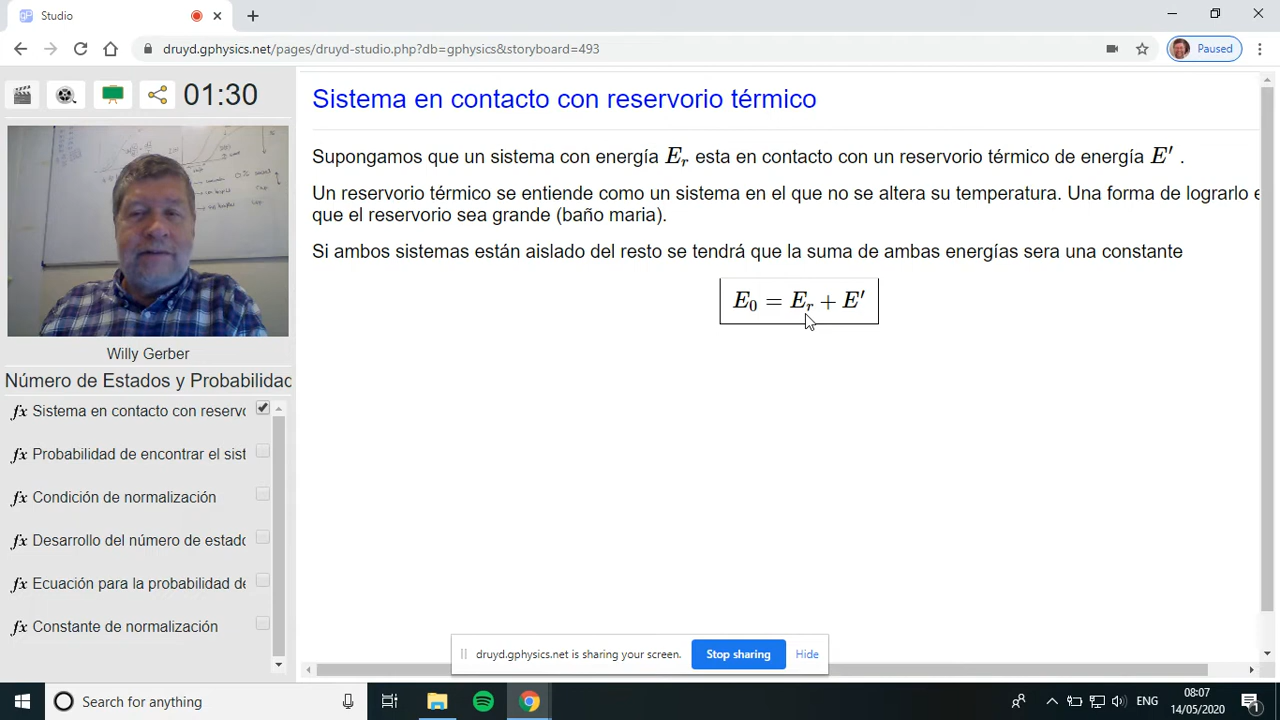 Studio
druyd.gphysics.net/pages/druyd-studio.php?db=gphysics&storyboard=493
Paused
01:30
Willy Gerber
Número de Estados y Probabilidad
fx Sistema en contacto con reservo
fx Probabilidad de encontrar el sist
fx Condición de normalización
fx Desarrollo del número de estado
fx Ecuación para la probabilidad de
fx Constante de normalización
Sistema en contacto con reservorio térmico
Supongamos que un sistema con energía E_r esta en contacto con un reservorio térmico de energía E′ .
Un reservorio térmico se entiende como un sistema en el que no se altera su temperatura. Una forma de lograrlo e
que el reservorio sea grande (baño maria).
Si ambos sistemas están aislado del resto se tendrá que la suma de ambas energías sera una constante
E_0 = E_r + E′
druyd.gphysics.net is sharing your screen.
Stop sharing
Hide
Search for anything
ENG
08:07
14/05/2020
1